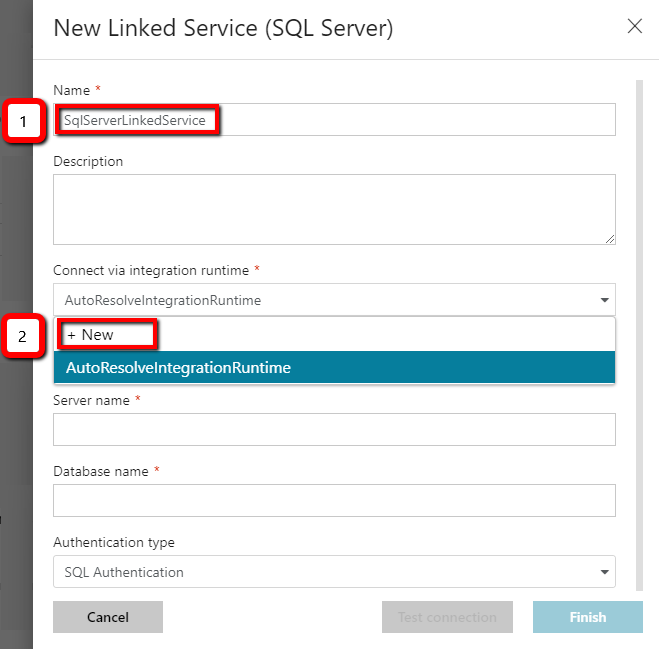 New Linked Service (SQL Server)
Name *
1
SqlServerLinkedService
Description
Connect via integration runtime *
AutoResolveIntegrationRuntime
2
+ New
AutoResolveIntegrationRuntime
Server name *
Database name *
Authentication type
SQL Authentication
Cancel
Test connection
Finish